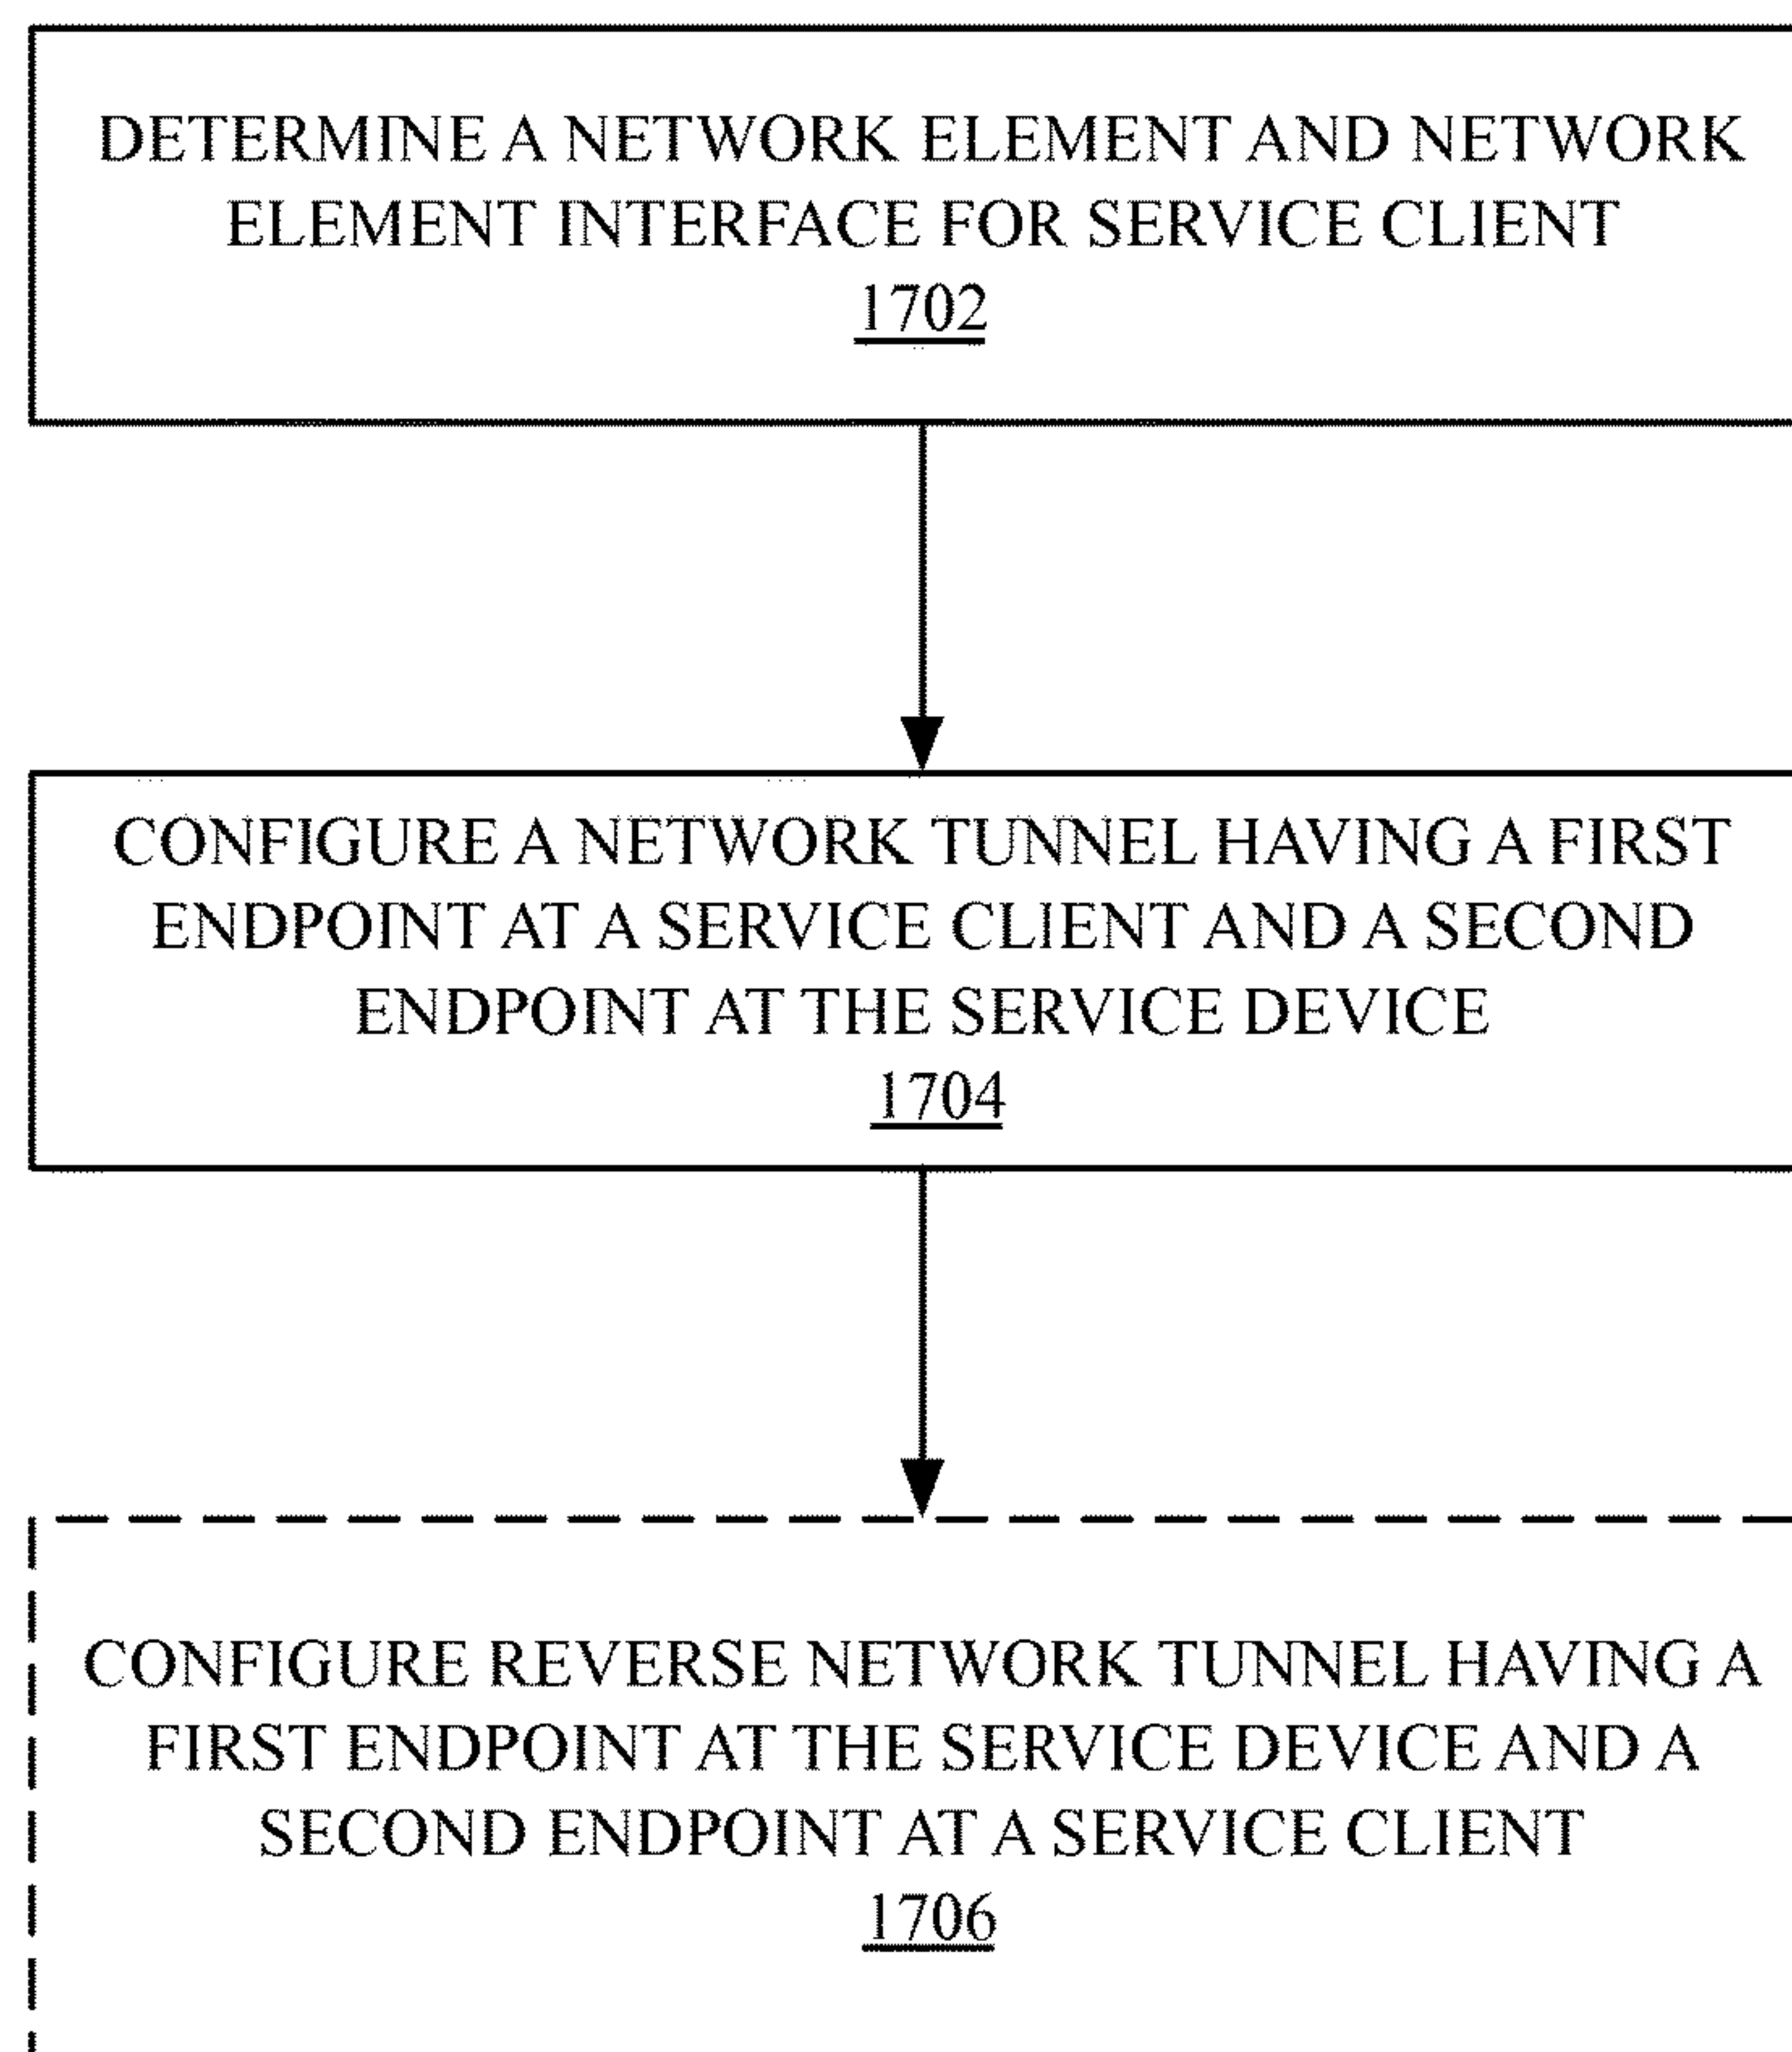 DETERMINE A NETWORK ELEMENT AND NETWORK
ELEMENT INTERFACE FOR SERVICE CLIENT
1702
CONFIGURE A NETWORK TUNNEL HAVING A FIRST
ENDPOINT AT A SERVICE CLIENT AND A SECOND
ENDPOINT AT THE SERVICE DEVICE
1704
CONFIGURE REVERSE NETWORK TUNNEL HAVING A
FIRST ENDPOINT AT THE SERVICE DEVICE AND A
SECOND ENDPOINT AT A SERVICE CLIENT
1706